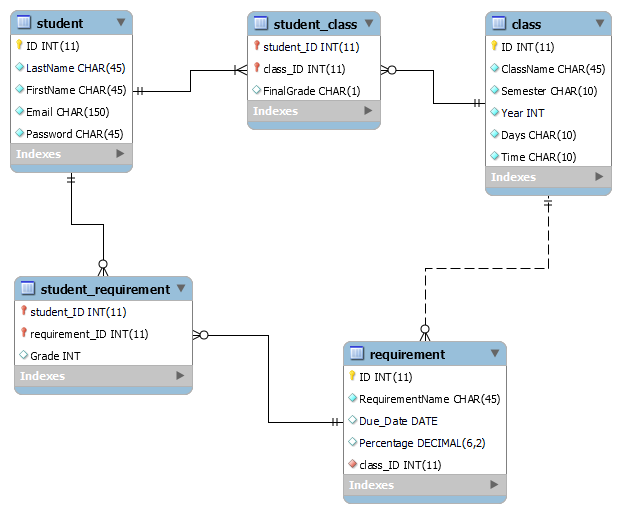 student
ID INT(11)
LastName CHAR(45)
FirstName CHAR(45)
Email CHAR(150)
Password CHAR(45)
Indexes
student_class
student_ID INT(11)
class_ID INT(11)
FinalGrade CHAR(1)
Indexes
class
ID INT(11)
ClassName CHAR(45)
Semester CHAR(10)
Year INT
Days CHAR(10)
Time CHAR(10)
Indexes
student_requirement
student_ID INT(11)
requirement_ID INT(11)
Grade INT
Indexes
requirement
ID INT(11)
RequirementName CHAR(45)
Due_Date DATE
Percentage DECIMAL(6,2)
class_ID INT(11)
Indexes